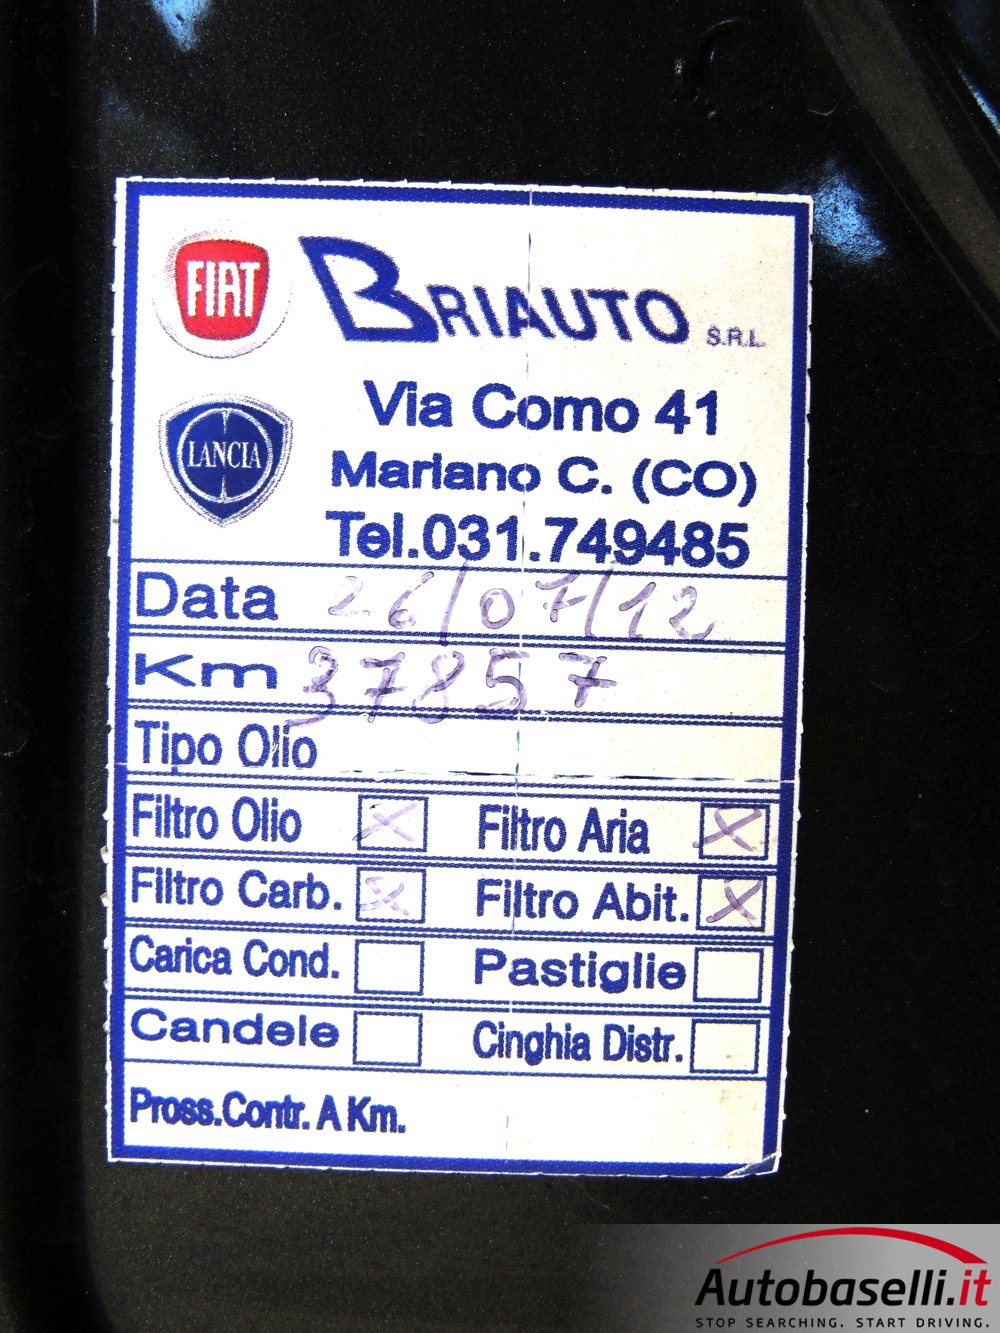 FIAT
BRIAUTO S.R.L.
LANCIA
Via Como 41
Mariano C. (CO)
Tel.031.749485
Data 26/07/12
Km 37857
Tipo Olio
Filtro Olio X Filtro Aria X
Filtro Carb. X Filtro Abit. X
Carica Cond. Pastiglie
Candele Cinghia Distr.
Pross.Contr. A Km.
Autobaselli.it
STOP SEARCHING. START DRIVING.